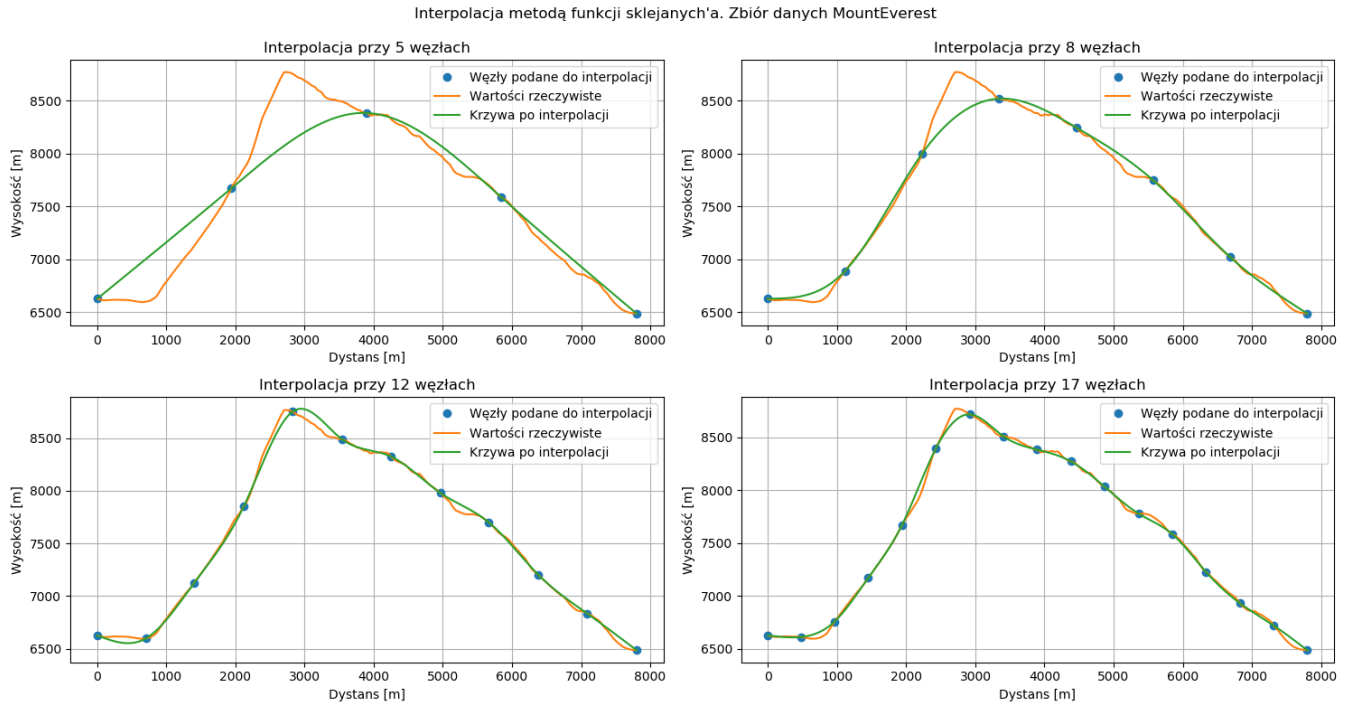 Interpolacja metodą funkcji sklejanych'a. Zbiór danych MountEverest
Interpolacja przy 5 węzłach
Węzły podane do interpolacji
Wartości rzeczywiste
Krzywa po interpolacji
8500
8000
7500
7000
6500
Wysokość [m]
0 1000 2000 3000 4000 5000 6000 7000 8000
Dystans [m]
Interpolacja przy 8 węzłach
Węzły podane do interpolacji
Wartości rzeczywiste
Krzywa po interpolacji
8500
8000
7500
7000
6500
Wysokość [m]
0 1000 2000 3000 4000 5000 6000 7000 8000
Dystans [m]
Interpolacja przy 12 węzłach
Węzły podane do interpolacji
Wartości rzeczywiste
Krzywa po interpolacji
8500
8000
7500
7000
6500
Wysokość [m]
0 1000 2000 3000 4000 5000 6000 7000 8000
Dystans [m]
Interpolacja przy 17 węzłach
Węzły podane do interpolacji
Wartości rzeczywiste
Krzywa po interpolacji
8500
8000
7500
7000
6500
Wysokość [m]
0 1000 2000 3000 4000 5000 6000 7000 8000
Dystans [m]